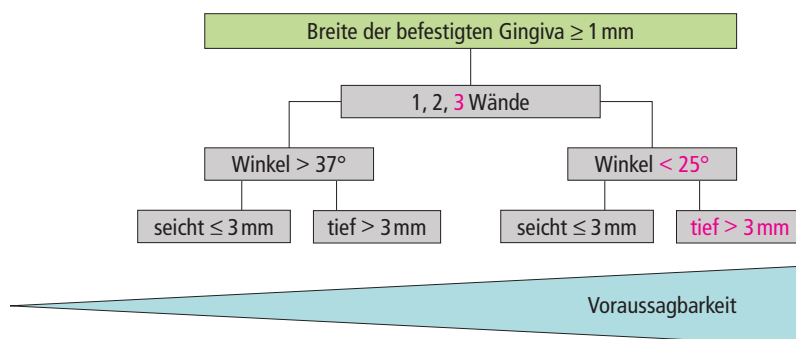 Breite der befestigten Gingiva ≥ 1 mm
1, 2, 3 Wände
Winkel > 37°
Winkel < 25°
seicht ≤ 3 mm
tief > 3 mm
seicht ≤ 3 mm
tief > 3 mm
Voraussagbarkeit